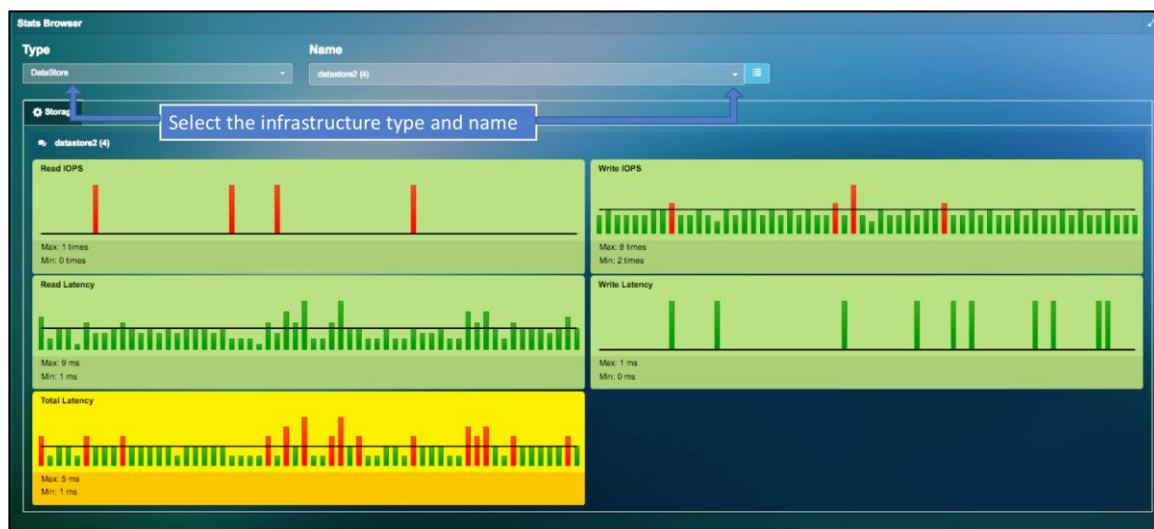 Stats Browser
Type
Name
DataStore
datastore2 (4)
Storag
Select the infrastructure type and name
datastore2 (4)
Read IOPS
Max: 1 times
Min: 0 times
Write IOPS
Max: 8 times
Min: 2 times
Read Latency
Max: 9 ms
Min: 1 ms
Write Latency
Max: 1 ms
Min: 0 ms
Total Latency
Max: 5 ms
Min: 1 ms